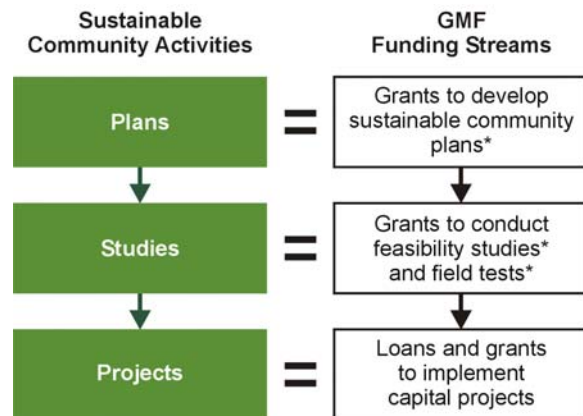 Sustainable
Community Activities
GMF
Funding Streams
Plans
=
Grants to develop
sustainable community
plans*
Studies
=
Grants to conduct
feasibility studies*
and field tests*
Projects
=
Loans and grants
to implement
capital projects